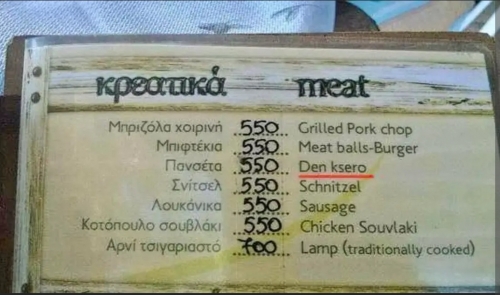 κρεατικά meat
Μπριζόλα χοιρινή 550 Grilled Pork chop
Μπιφτέκια 550 Meat balls-Burger
Πανσέτα 550 Den ksero
Σνίτσελ 550 Schnitzel
Λουκάνικα 550 Sausage
Κοτόπουλο σουβλάκι 550 Chicken Souvlaki
Αρνί τσιγαριαστό 700 Lamp (traditionally cooked)